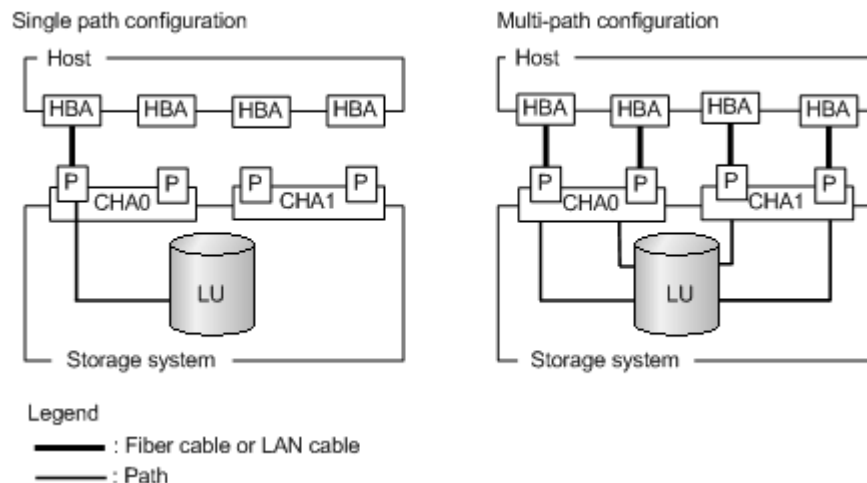 Single path configuration
Host
HBA HBA HBA HBA
P P P P
CHA0 CHA1
LU
Storage system
Multi-path configuration
Host
HBA HBA HBA HBA
P P P P
CHA0 CHA1
LU
Storage system
Legend
: Fiber cable or LAN cable
: Path